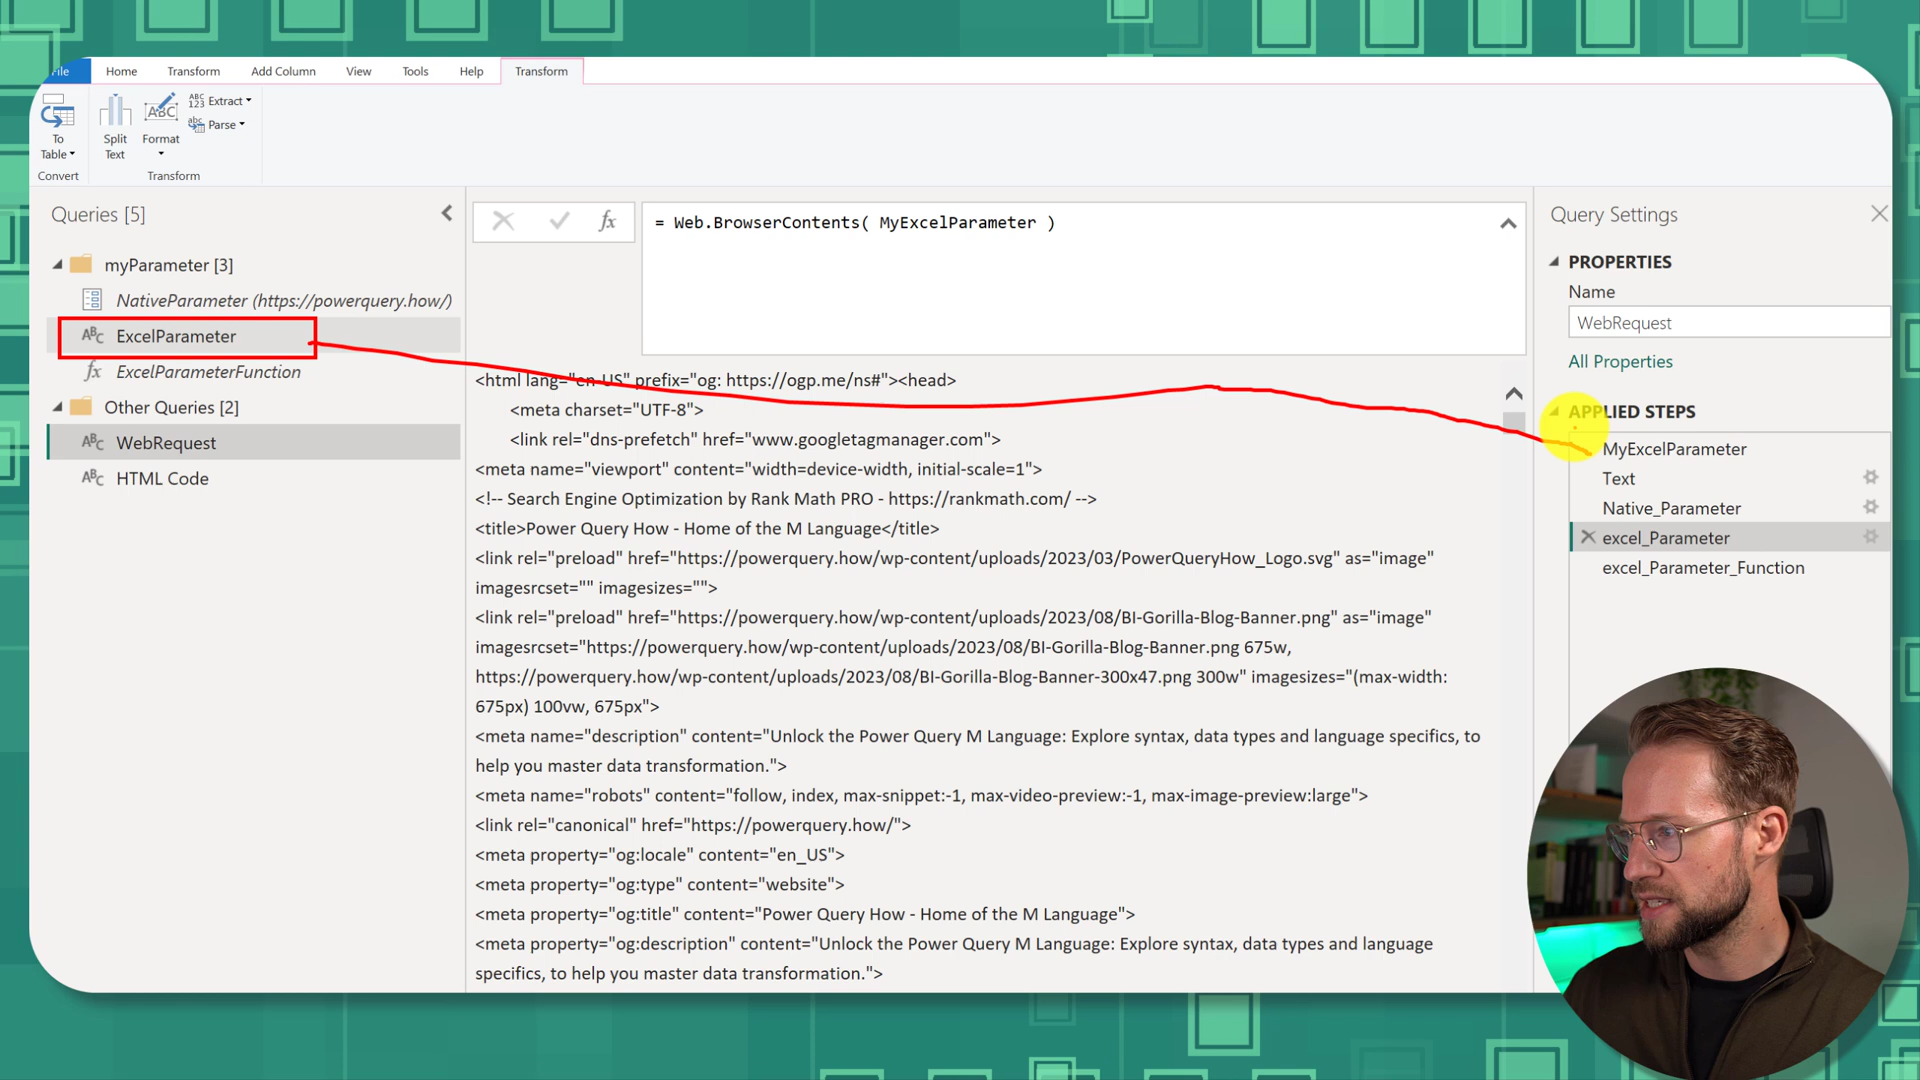 File Home Transform Add Column View Tools Help Transform
To Table
Split Text
Format
Extract
Parse
Convert Transform
Queries [5]
myParameter [3]
NativeParameter (https://powerquery.how/)
ExcelParameter
ExcelParameterFunction
Other Queries [2]
WebRequest
HTML Code
fx
= Web.BrowserContents( MyExcelParameter )
<html lang="en-US" prefix="og: https://ogp.me/ns#"><head>
<meta charset="UTF-8">
<link rel="dns-prefetch" href="www.googletagmanager.com">
<meta name="viewport" content="width=device-width, initial-scale=1">
<!-- Search Engine Optimization by Rank Math PRO - https://rankmath.com/ -->
<title>Power Query How - Home of the M Language</title>
<link rel="preload" href="https://powerquery.how/wp-content/uploads/2023/03/PowerQueryHow_Logo.svg" as="image"
imagesrcset="" imagesizes="">
<link rel="preload" href="https://powerquery.how/wp-content/uploads/2023/08/BI-Gorilla-Blog-Banner.png" as="image"
imagesrcset="https://powerquery.how/wp-content/uploads/2023/08/BI-Gorilla-Blog-Banner.png 675w,
https://powerquery.how/wp-content/uploads/2023/08/BI-Gorilla-Blog-Banner-300x47.png 300w" imagesizes="(max-width:
675px) 100vw, 675px">
<meta name="description" content="Unlock the Power Query M Language: Explore syntax, data types and language specifics, to
help you master data transformation.">
<meta name="robots" content="follow, index, max-snippet:-1, max-video-preview:-1, max-image-preview:large">
<link rel="canonical" href="https://powerquery.how/">
<meta property="og:locale" content="en_US">
<meta property="og:type" content="website">
<meta property="og:title" content="Power Query How - Home of the M Language">
<meta property="og:description" content="Unlock the Power Query M Language: Explore syntax, data types and language
specifics, to help you master data transformation.">
Query Settings
PROPERTIES
Name
WebRequest
All Properties
APPLIED STEPS
MyExcelParameter
Text
Native_Parameter
excel_Parameter
excel_Parameter_Function